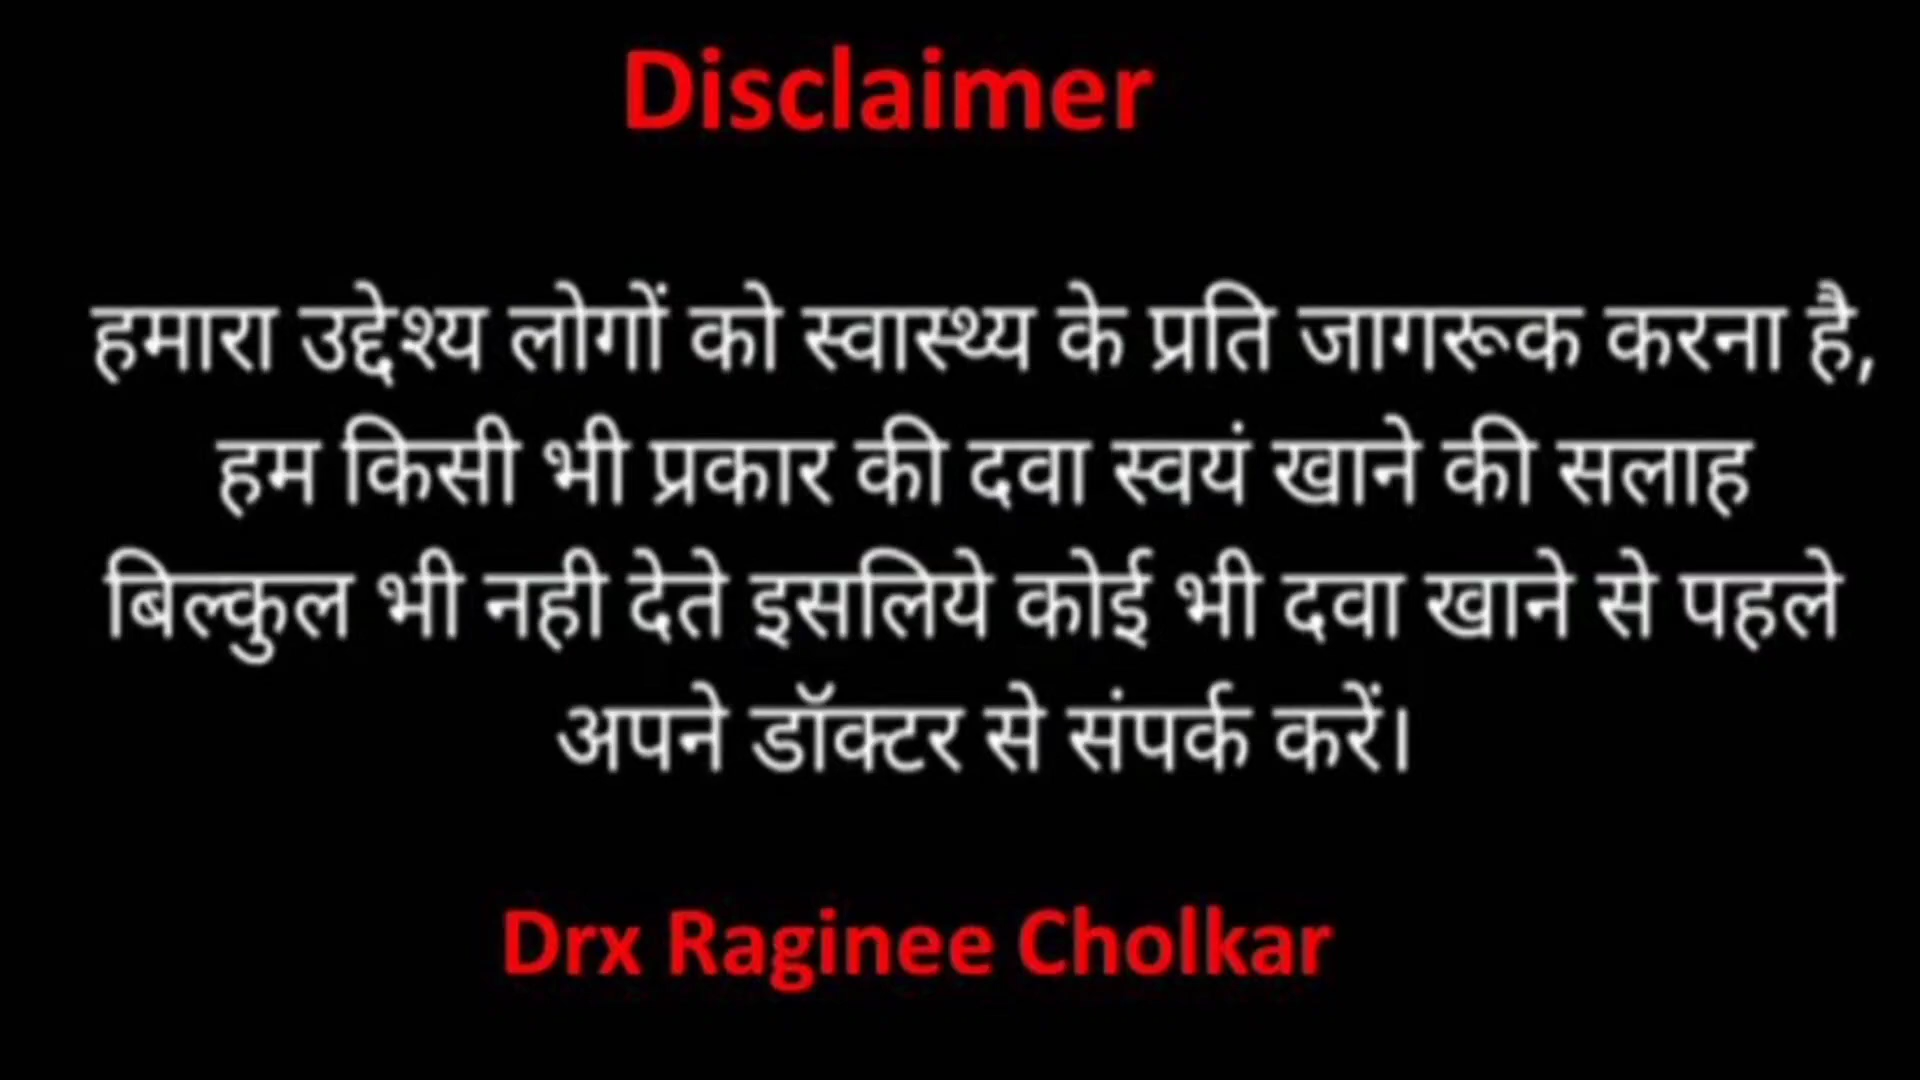 Disclaimer
हमारा उद्देश्य लोगों को स्वास्थ्य के प्रति जागरूक करना है,
हम किसी भी प्रकार की दवा स्वयं खाने की सलाह
बिल्कुल भी नही देते इसलिये कोई भी दवा खाने से पहले
अपने डॉक्टर से संपर्क करें।
Drx Raginee Cholkar